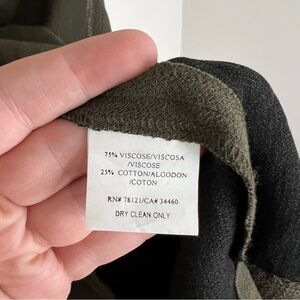 75% VISCOSE/VISCOSA
/VISCOSE
25% COTTON/ALGODON
/COTON
RN# 78121/CA# 34460
DRY CLEAN ONLY